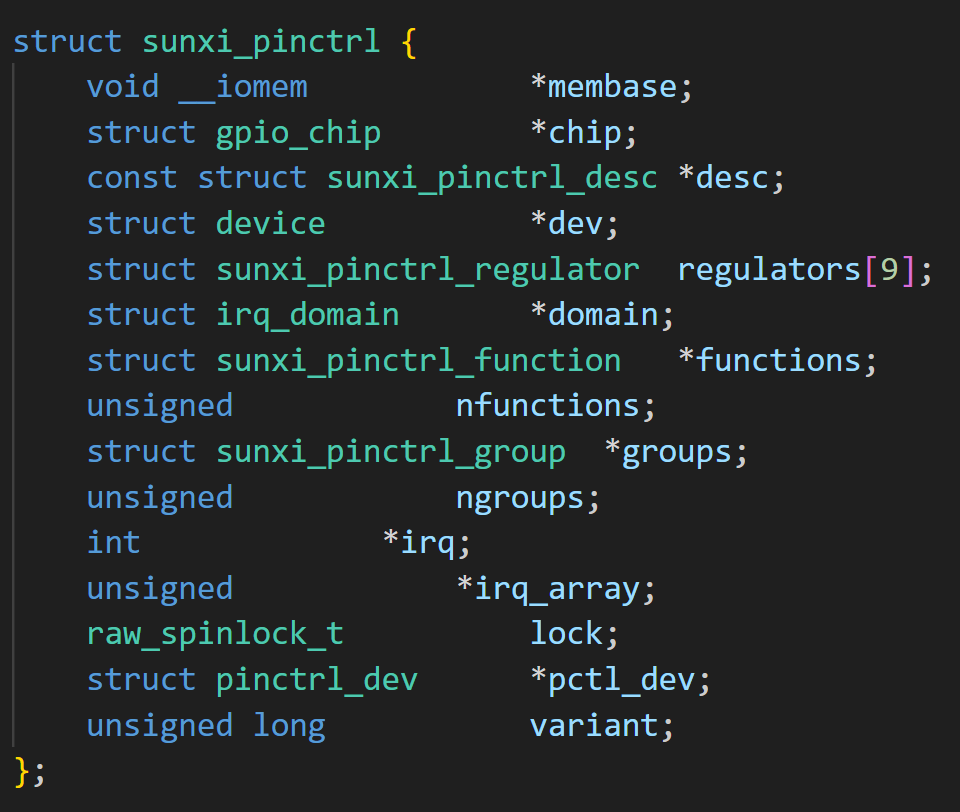 struct sunxi_pinctrl {
    void __iomem            *membase;
    struct gpio_chip        *chip;
    const struct sunxi_pinctrl_desc *desc;
    struct device           *dev;
    struct sunxi_pinctrl_regulator  regulators[9];
    struct irq_domain       *domain;
    struct sunxi_pinctrl_function   *functions;
    unsigned            nfunctions;
    struct sunxi_pinctrl_group  *groups;
    unsigned            ngroups;
    int             *irq;
    unsigned            *irq_array;
    raw_spinlock_t          lock;
    struct pinctrl_dev      *pctl_dev;
    unsigned long           variant;
};